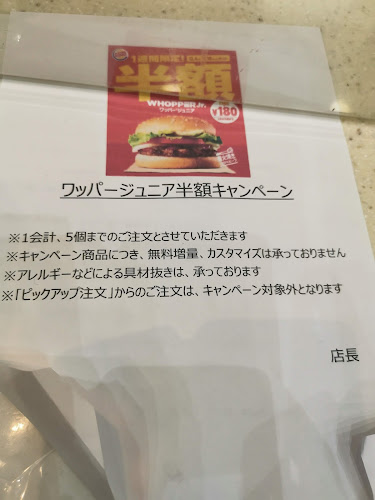 1週間限定!
半額
WHOPPER Jr.
ワッパージュニア
¥180
ワッパージュニア半額キャンペーン
※1会計、5個までのご注文とさせていただきます
※キャンペーン商品につき、無料増量、カスタマイズは承っておりません
※アレルギーなどによる具材抜きは、承っております
※「ピックアップ注文」からのご注文は、キャンペーン対象外となります
店長